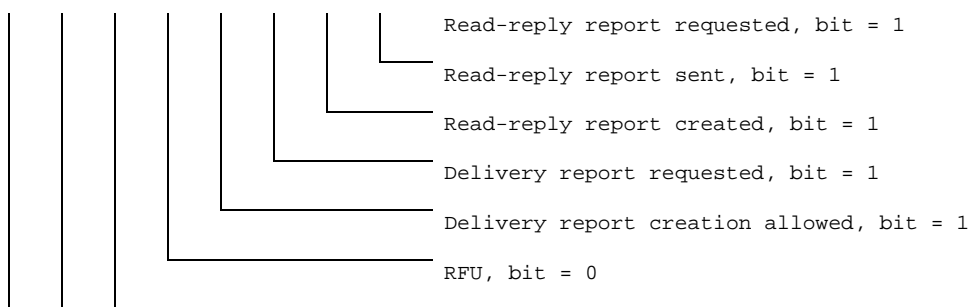 Read-reply report requested, bit = 1
Read-reply report sent, bit = 1
Read-reply report created, bit = 1
Delivery report requested, bit = 1
Delivery report creation allowed, bit = 1
RFU, bit = 0